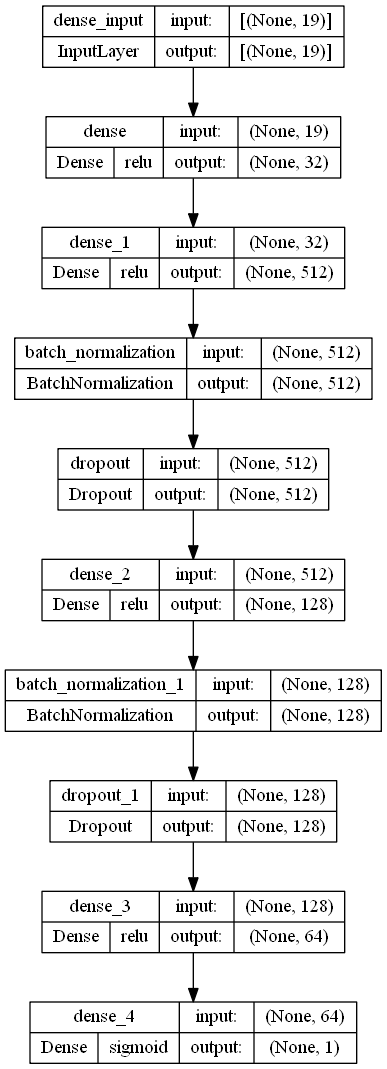 dense_input input: [(None, 19)]
InputLayer output: [(None, 19)]
dense input: (None, 19)
Dense relu output: (None, 32)
dense_1 input: (None, 32)
Dense relu output: (None, 512)
batch_normalization input: (None, 512)
BatchNormalization output: (None, 512)
dropout input: (None, 512)
Dropout output: (None, 512)
dense_2 input: (None, 512)
Dense relu output: (None, 128)
batch_normalization_1 input: (None, 128)
BatchNormalization output: (None, 128)
dropout_1 input: (None, 128)
Dropout output: (None, 128)
dense_3 input: (None, 128)
Dense relu output: (None, 64)
dense_4 input: (None, 64)
Dense sigmoid output: (None, 1)